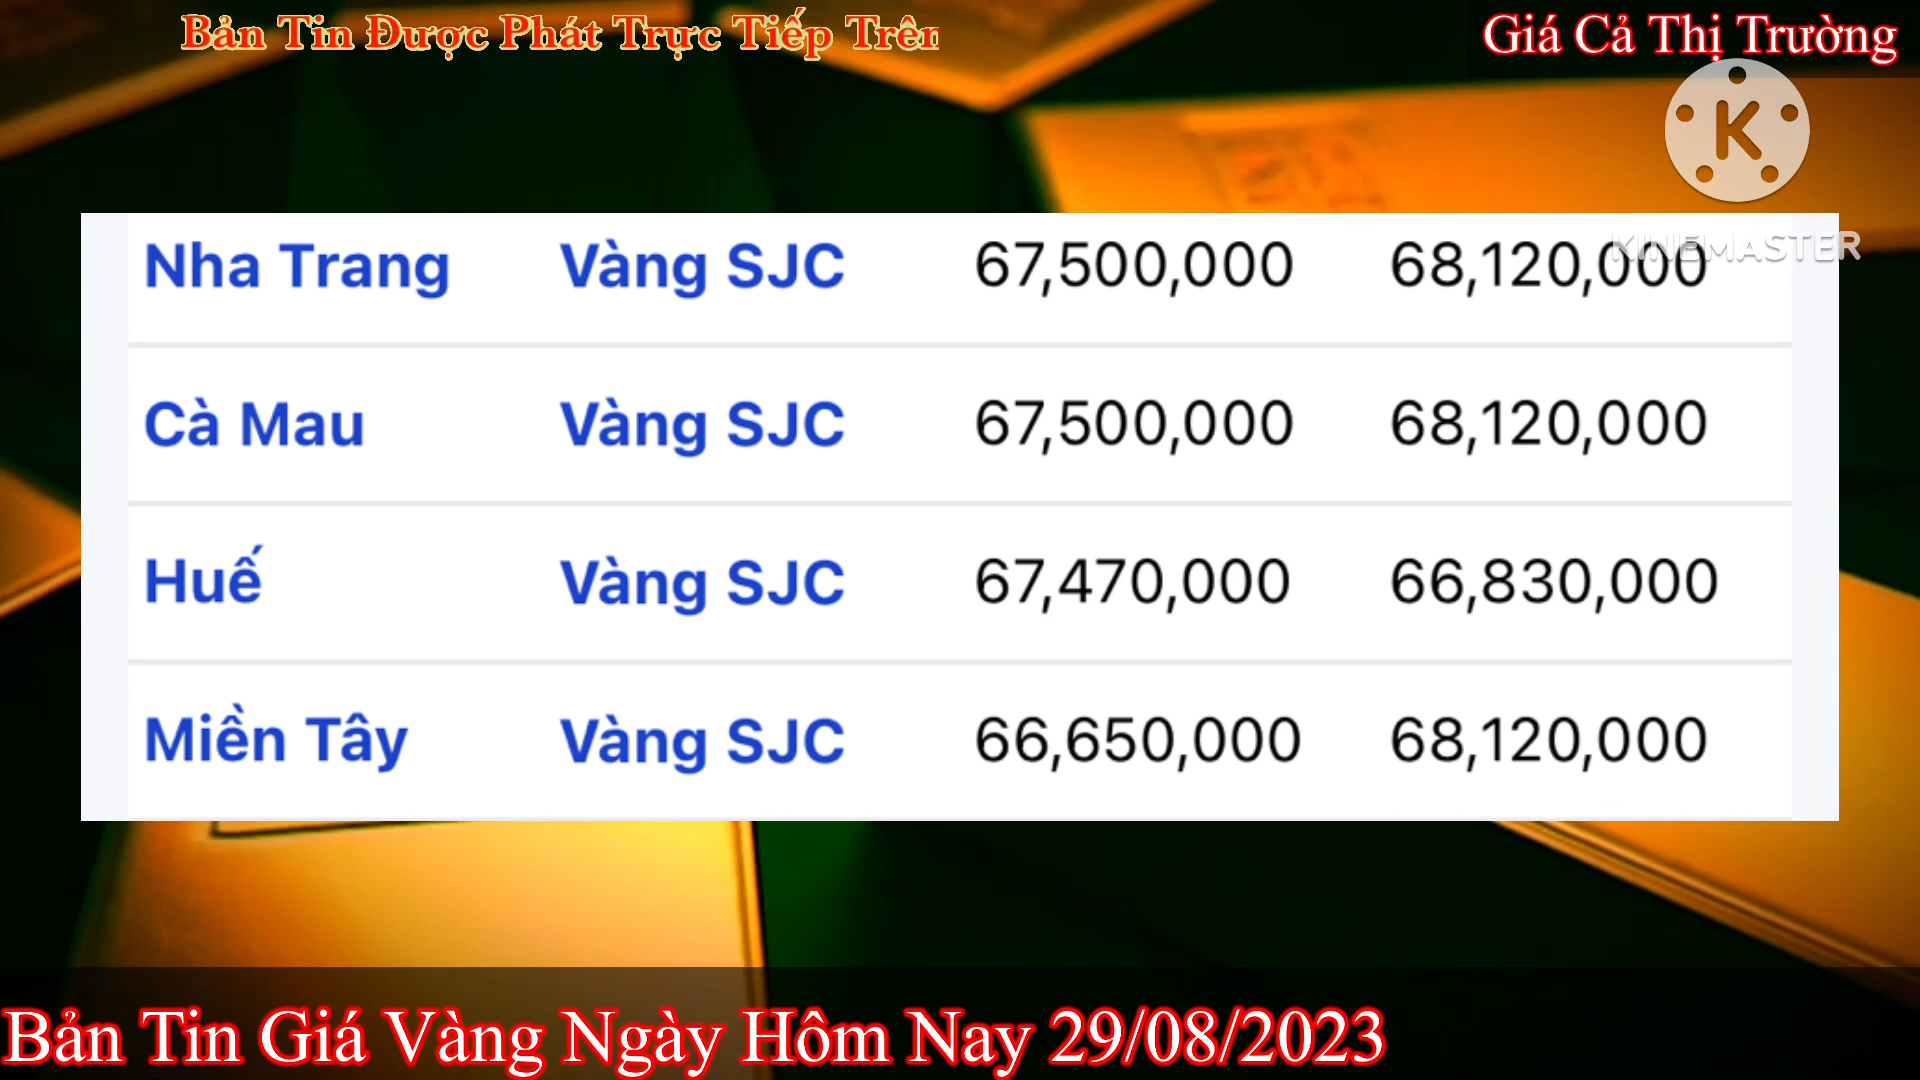 Bản Tin Được Phát Trực Tiếp Trên
Giá Cả Thị Trường
K
KINEMASTER
Nha Trang Vàng SJC 67,500,000 68,120,000
Cà Mau Vàng SJC 67,500,000 68,120,000
Huế Vàng SJC 67,470,000 66,830,000
Miền Tây Vàng SJC 66,650,000 68,120,000
Bản Tin Giá Vàng Ngày Hôm Nay 29/08/2023